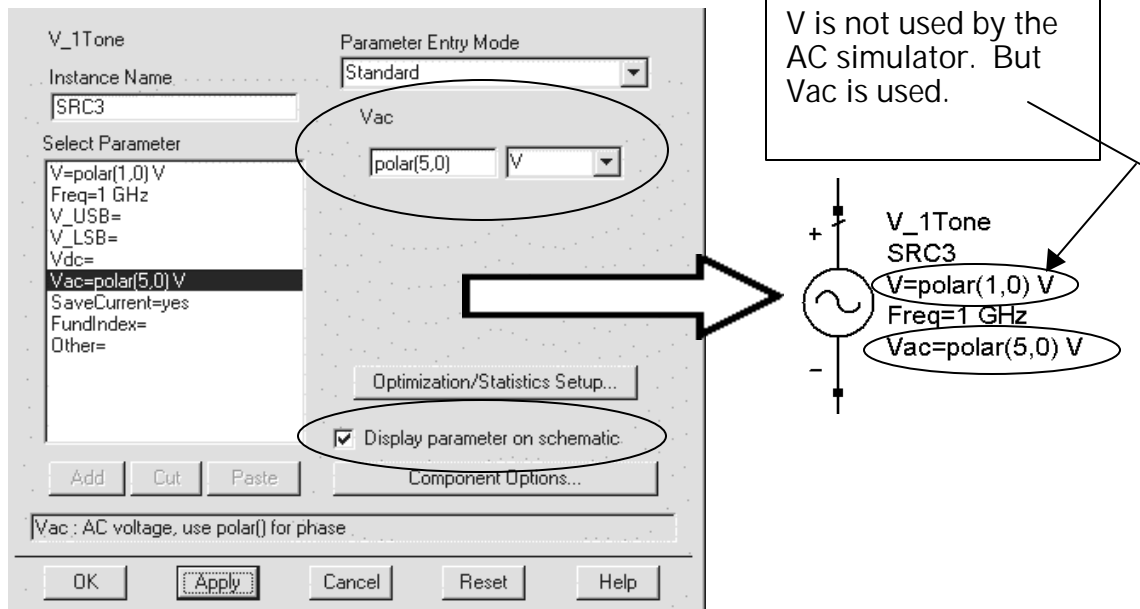 V_1Tone
Instance Name
SRC3
Select Parameter
V=polar(1,0) V
Freq=1 GHz
V_USB=
V_LSB=
Vdc=
Vac=polar(5,0) V
SaveCurrent=yes
FundIndex=
Other=
Add
Cut
Paste
Parameter Entry Mode
Standard
Vac
polar(5,0)
V
Optimization/Statistics Setup...
Display parameter on schematic
Component Options...
Vac : AC voltage, use polar() for phase
OK
Apply
Cancel
Reset
Help
V is not used by the
AC simulator. But
Vac is used.
+
V_1Tone
SRC3
V=polar(1,0) V
Freq=1 GHz
Vac=polar(5,0) V
-